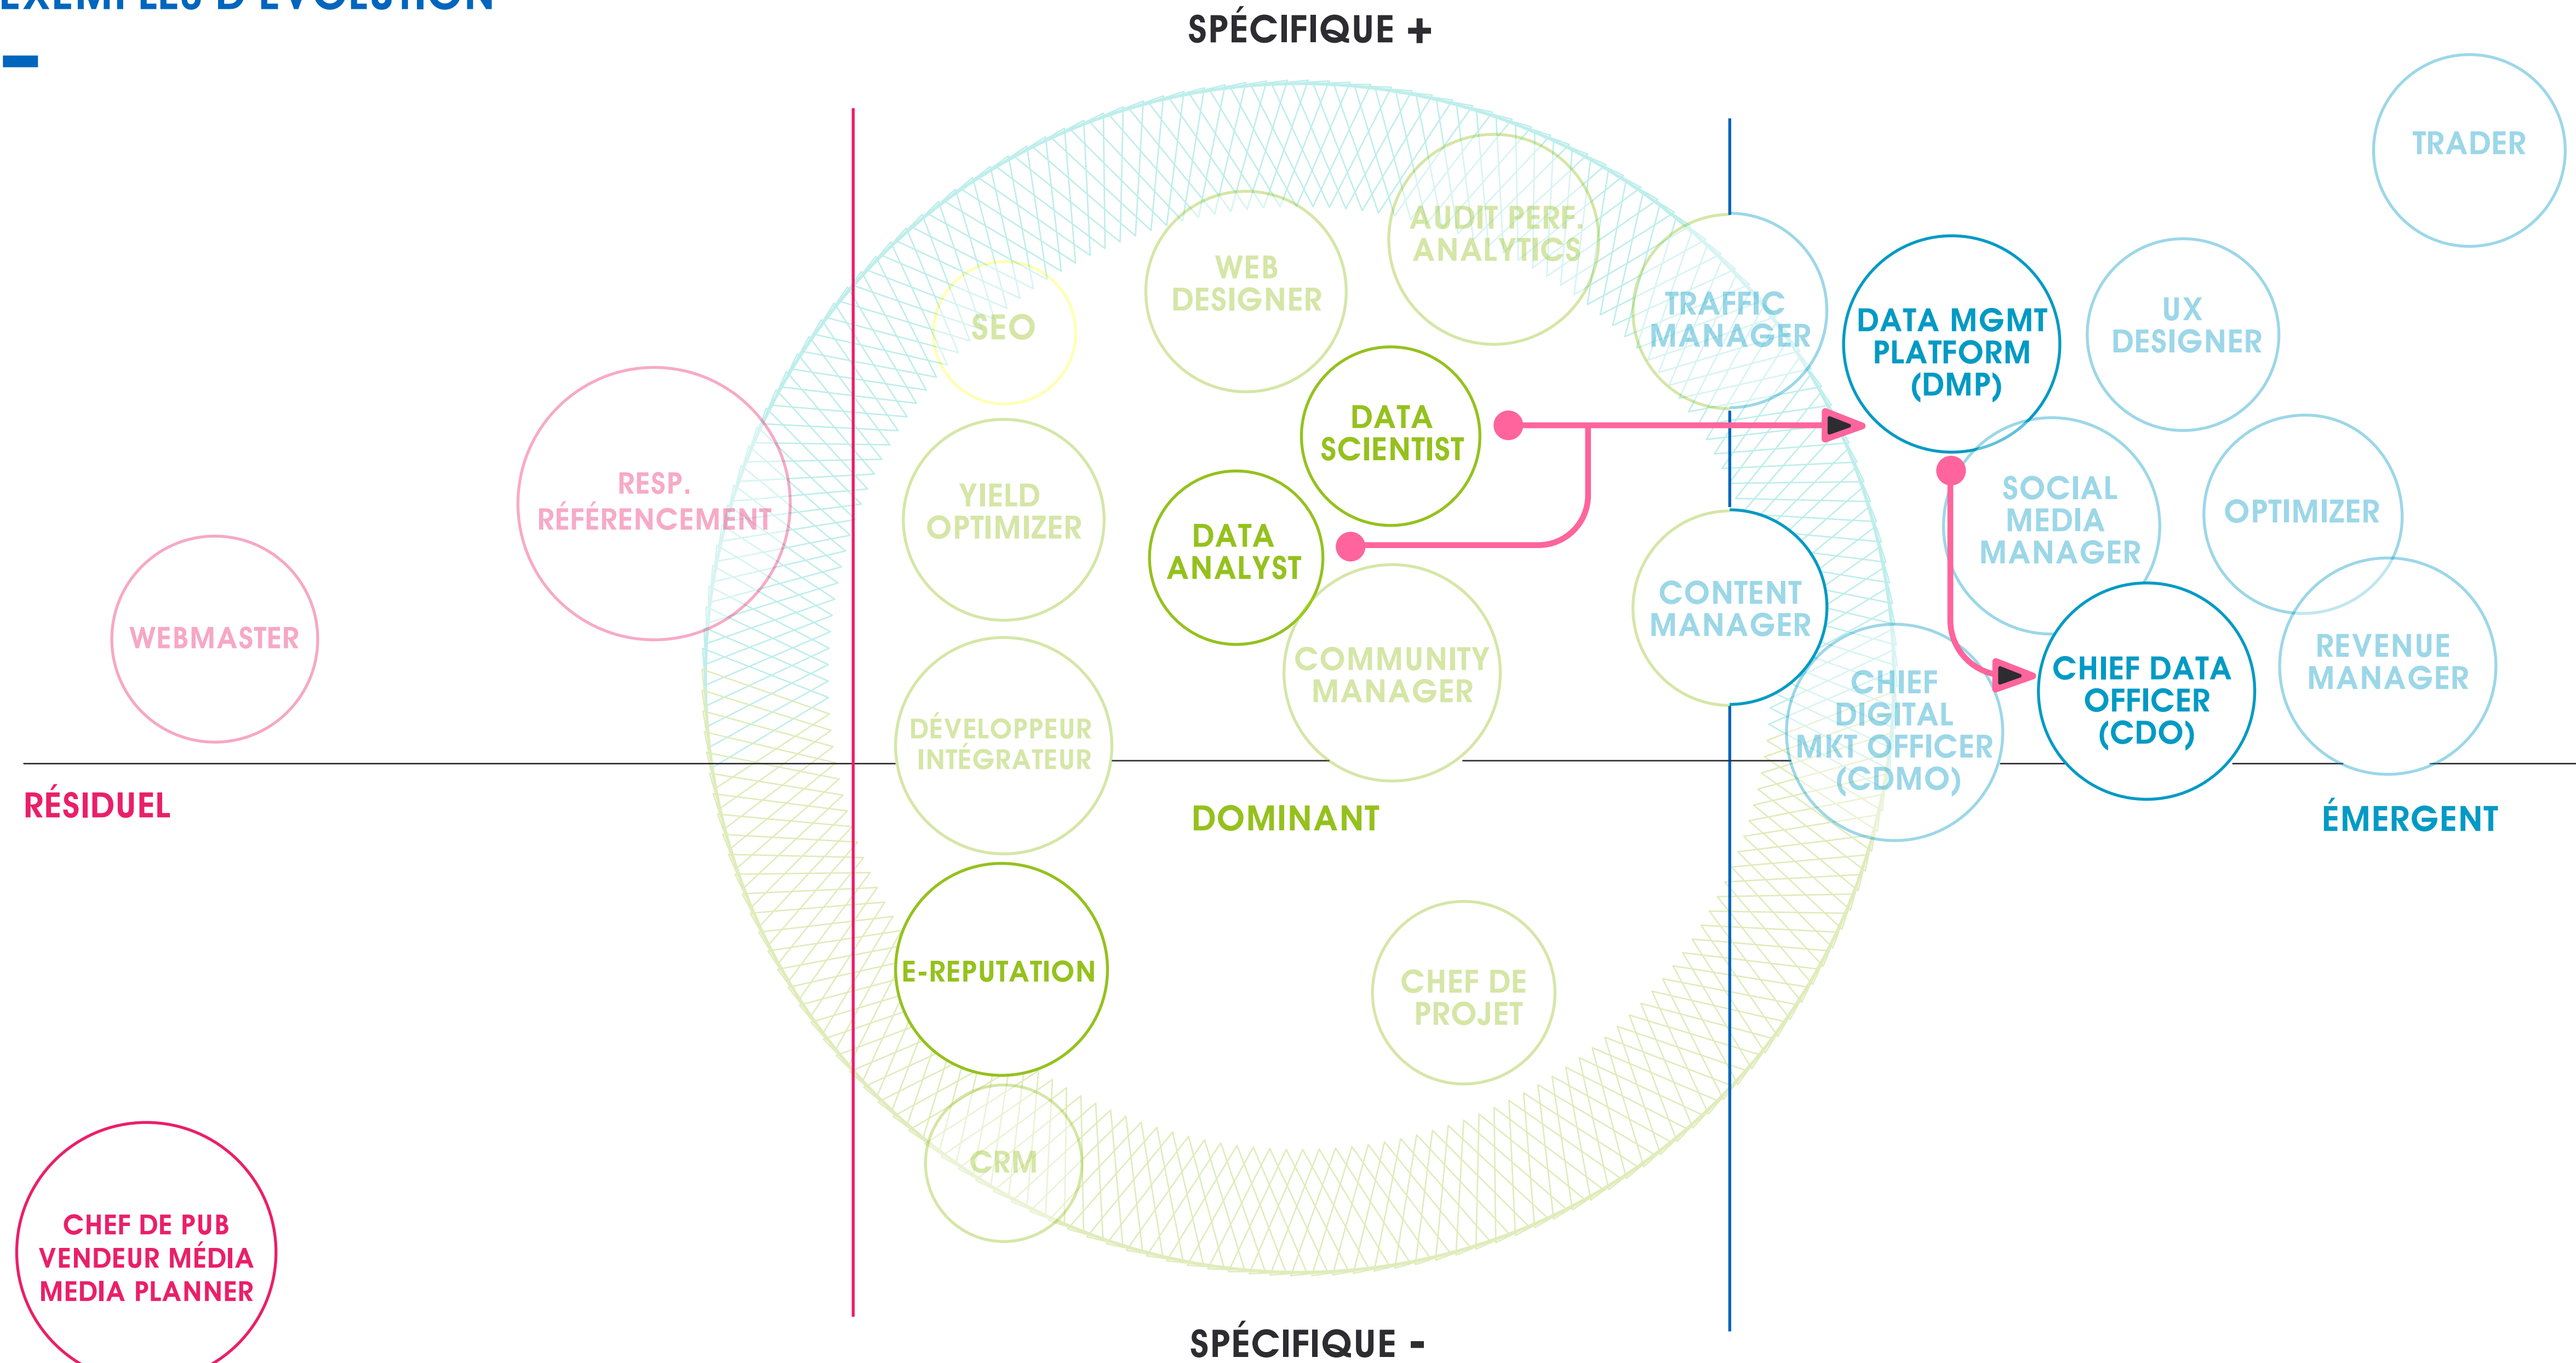 EXEMPLES D'ÉVOLUTION
SPÉCIFIQUE +
TRADER
AUDIT PERF.
ANALYTICS
WEB
DESIGNER
SEO
TRAFFIC
MANAGER
DATA MGMT
PLATFORM
(DMP)
UX
DESIGNER
DATA
SCIENTIST
RESP.
RÉFÉRENCEMENT
YIELD
OPTIMIZER
DATA
ANALYST
SOCIAL
MEDIA
MANAGER
OPTIMIZER
WEBMASTER
CONTENT
MANAGER
COMMUNITY
MANAGER
REVENUE
MANAGER
CHIEF DATA
OFFICER
(CDO)
CHIEF
DIGITAL
MKT OFFICER
(CDMO)
DÉVELOPPEUR
INTÉGRATEUR
RÉSIDUEL
DOMINANT
ÉMERGENT
E-REPUTATION
CHEF DE
PROJET
CRM
CHEF DE PUB
VENDEUR MÉDIA
MEDIA PLANNER
SPÉCIFIQUE -